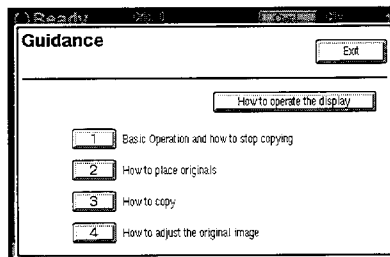 Ready
Guidance
Exit
How to operate the display
1 Basic Operation and how to stop copying
2 How to place originals
3 How to copy
4 How to adjust the original image